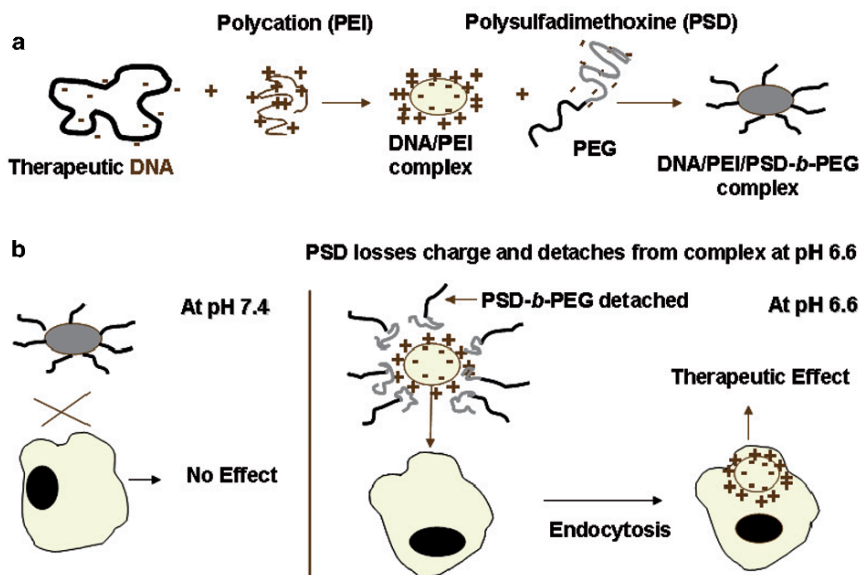 a
Polycation (PEI)
Polysulfadimethoxine (PSD)
Therapeutic DNA
DNA/PEI
complex
PEG
DNA/PEI/PSD-b-PEG
complex
b
PSD losses charge and detaches from complex at pH 6.6
At pH 7.4
PSD-b-PEG detached
At pH 6.6
Therapeutic Effect
No Effect
Endocytosis